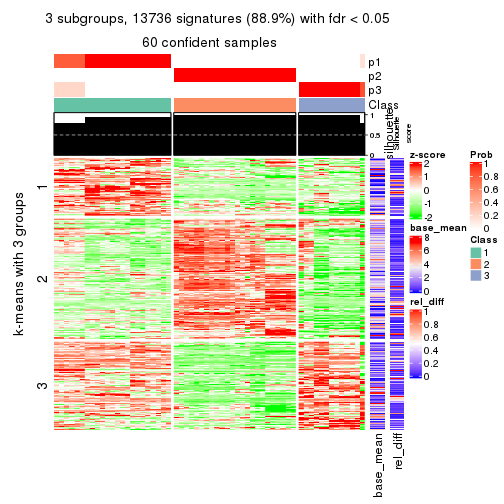 3 subgroups, 13736 signatures (88.9%) with fdr < 0.05
60 confident samples
p1
p2
p3
Class
1
0.5
0
silhouette
Silhouette
score
k-means with 3 groups
1
2
3
base_mean
rel_diff
z-score
2
1
0
-1
-2
base_mean
8
6
4
2
0
rel_diff
1
0.8
0.6
0.4
0.2
0
Prob
1
0.8
0.6
0.4
0.2
0
Class
1
2
3